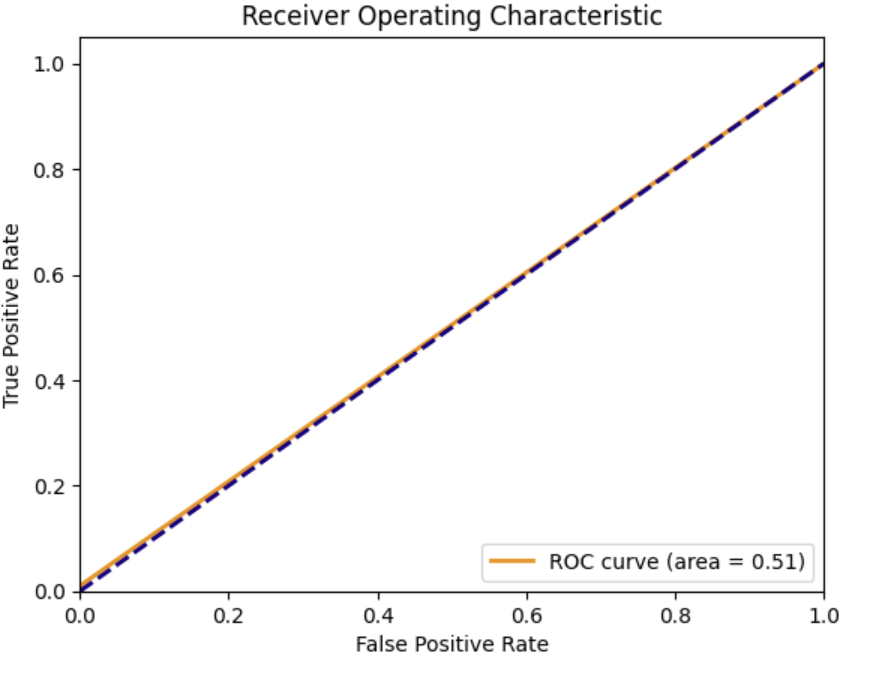 Receiver Operating Characteristic
1.0
0.8
0.6
0.4
0.2
0.0
True Positive Rate
ROC curve (area = 0.51)
0.0 0.2 0.4 0.6 0.8 1.0
False Positive Rate